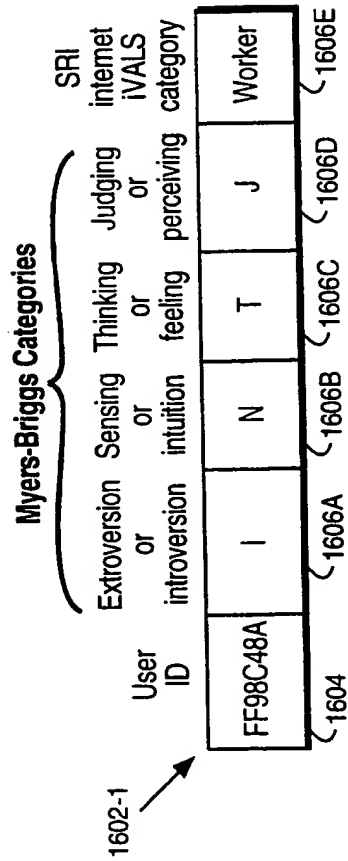 Myers-Briggs Categories
User
ID
Extroversion
or
introversion
Sensing
or
intuition
Thinking
or
feeling
Judging
or
perceiving
SRI
internet
iVALS
category
1602-1
FF98C48A
I
N
T
J
Worker
1604
1606A
1606B
1606C
1606D
1606E